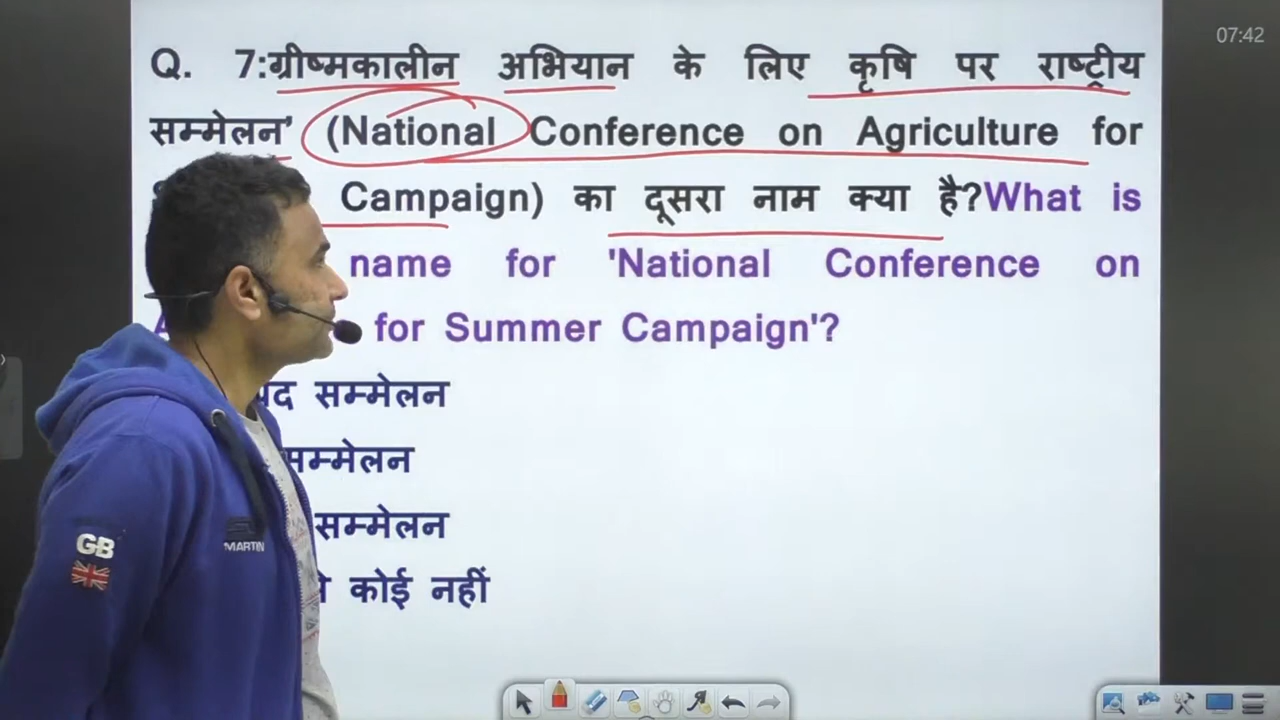 07:42
Q. 7:ग्रीष्मकालीन अभियान के लिए कृषि पर राष्ट्रीय
सम्मेलन' (National Conference on Agriculture for
Campaign) का दूसरा नाम क्या है?What is
name for 'National Conference on
for Summer Campaign'?
सम्मेलन
सम्मेलन
सम्मेलन
कोई नहीं
GB
MARTIN